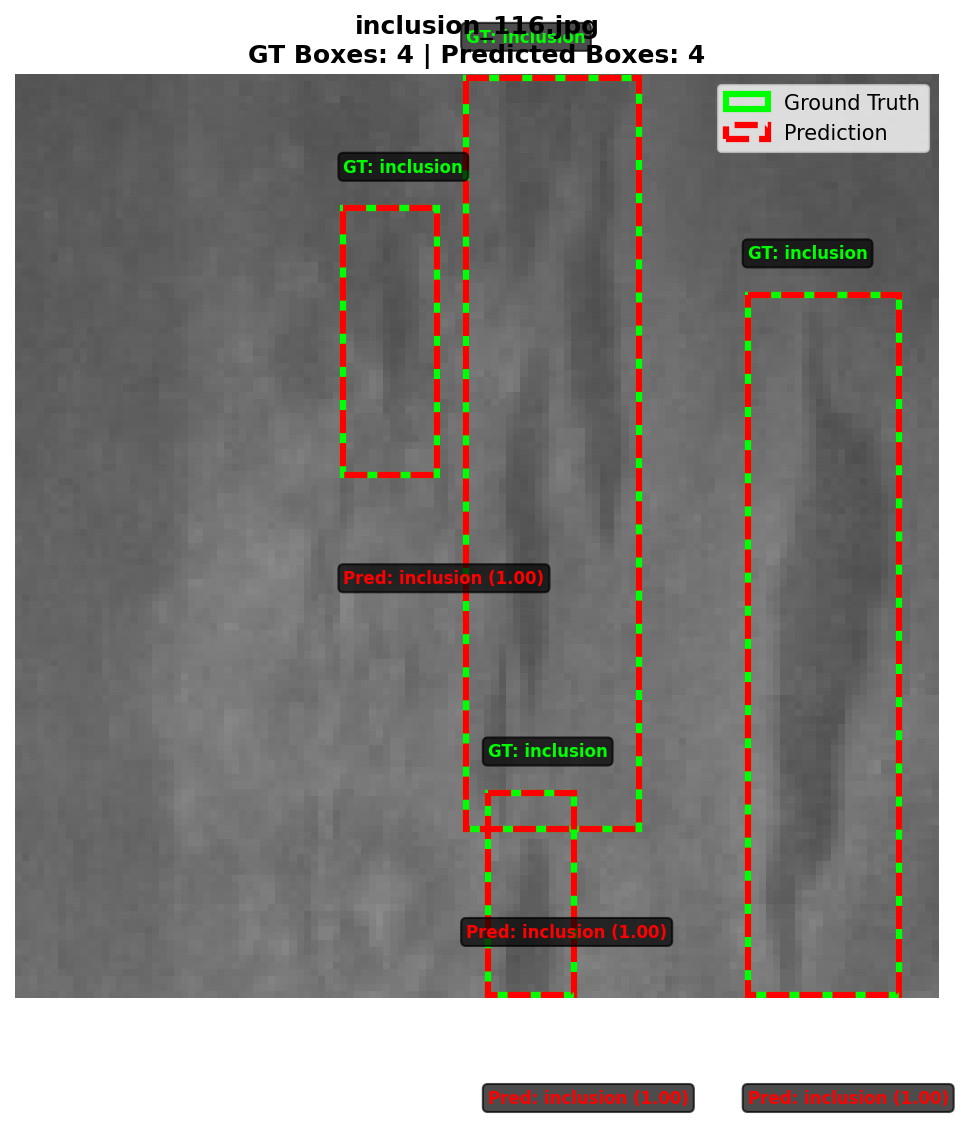 inclusion_116.jpg
GT Boxes: 4 | Predicted Boxes: 4
GT: inclusion
Ground Truth
Prediction
GT: inclusion
GT: inclusion
Pred: inclusion (1.00)
GT: inclusion
Pred: inclusion (1.00)
Pred: inclusion (1.00)
Pred: inclusion (1.00)